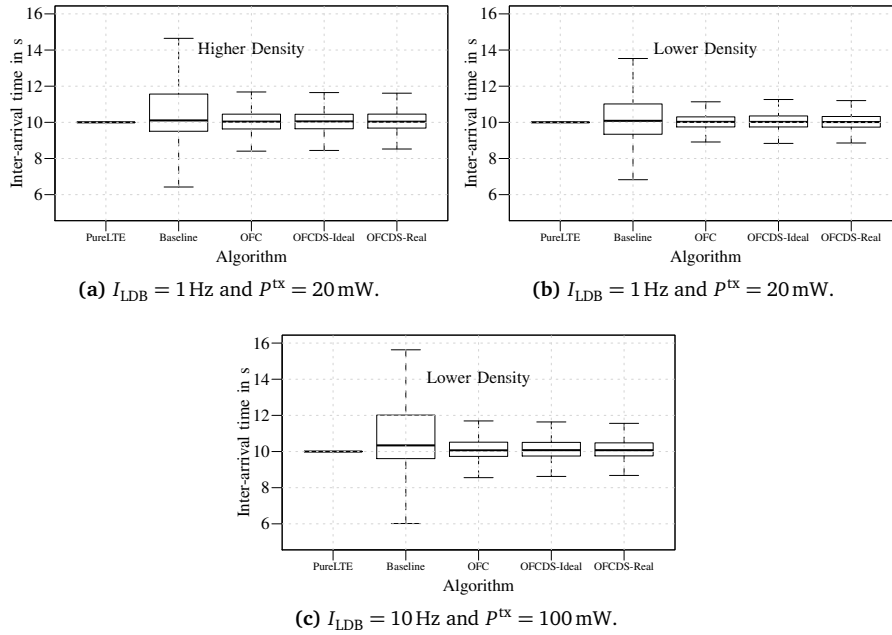 Inter-arrival time in s
16
14
12
10
8
6
Higher Density
PureLTE Baseline OFC OFCDS-Ideal OFCDS-Real
Algorithm
(a) I_LDB = 1 Hz and P^tx = 20 mW.
Inter-arrival time in s
16
14
12
10
8
6
Lower Density
PureLTE Baseline OFC OFCDS-Ideal OFCDS-Real
Algorithm
(b) I_LDB = 1 Hz and P^tx = 20 mW.
Inter-arrival time in s
16
14
12
10
8
6
Lower Density
PureLTE Baseline OFC OFCDS-Ideal OFCDS-Real
Algorithm
(c) I_LDB = 10 Hz and P^tx = 100 mW.